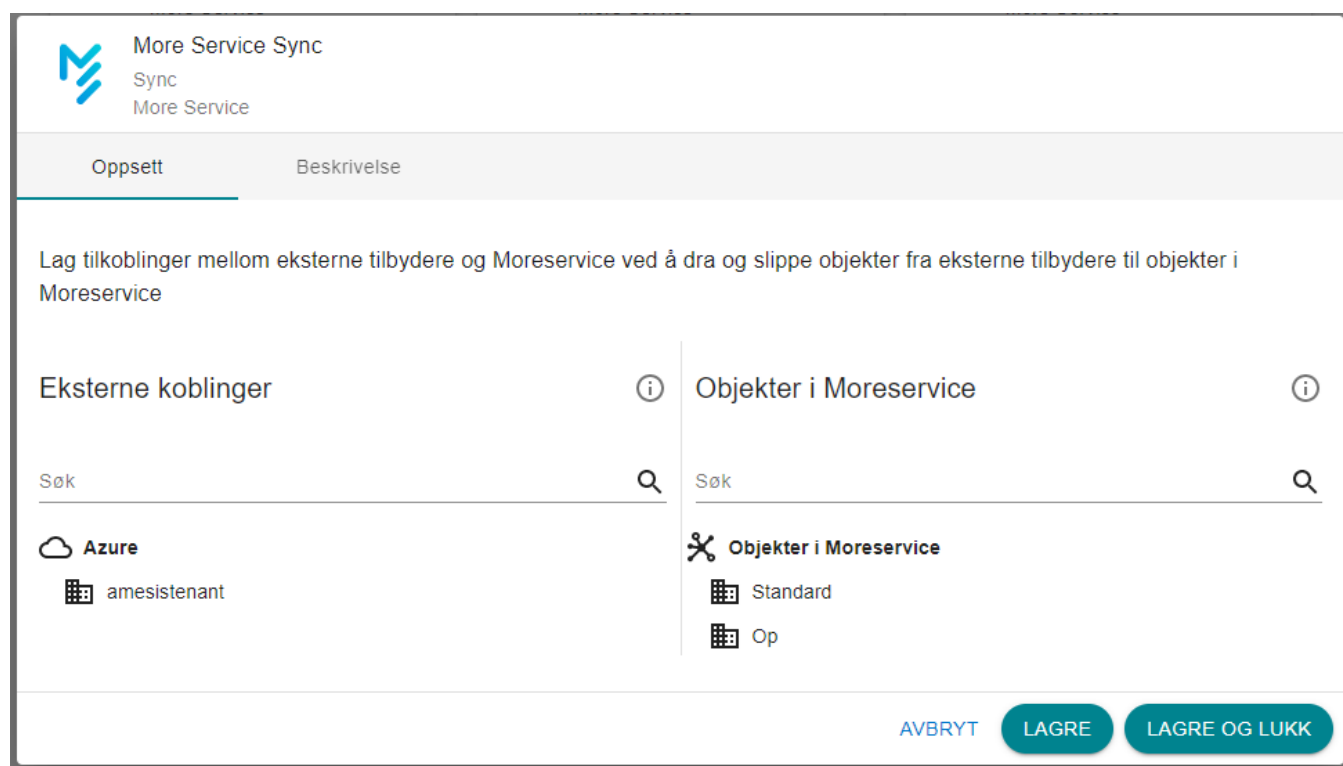 More Service Sync
Sync
More Service
Oppsett
Beskrivelse
Lag tilkoblinger mellom eksterne tilbydere og Moreservice ved å dra og slippe objekter fra eksterne tilbydere til objekter i
Moreservice
Eksterne koblinger
Objekter i Moreservice
Søk
Søk
Azure
Objekter i Moreservice
amesistenant
Standard
Op
AVBRYT
LAGRE
LAGRE OG LUKK